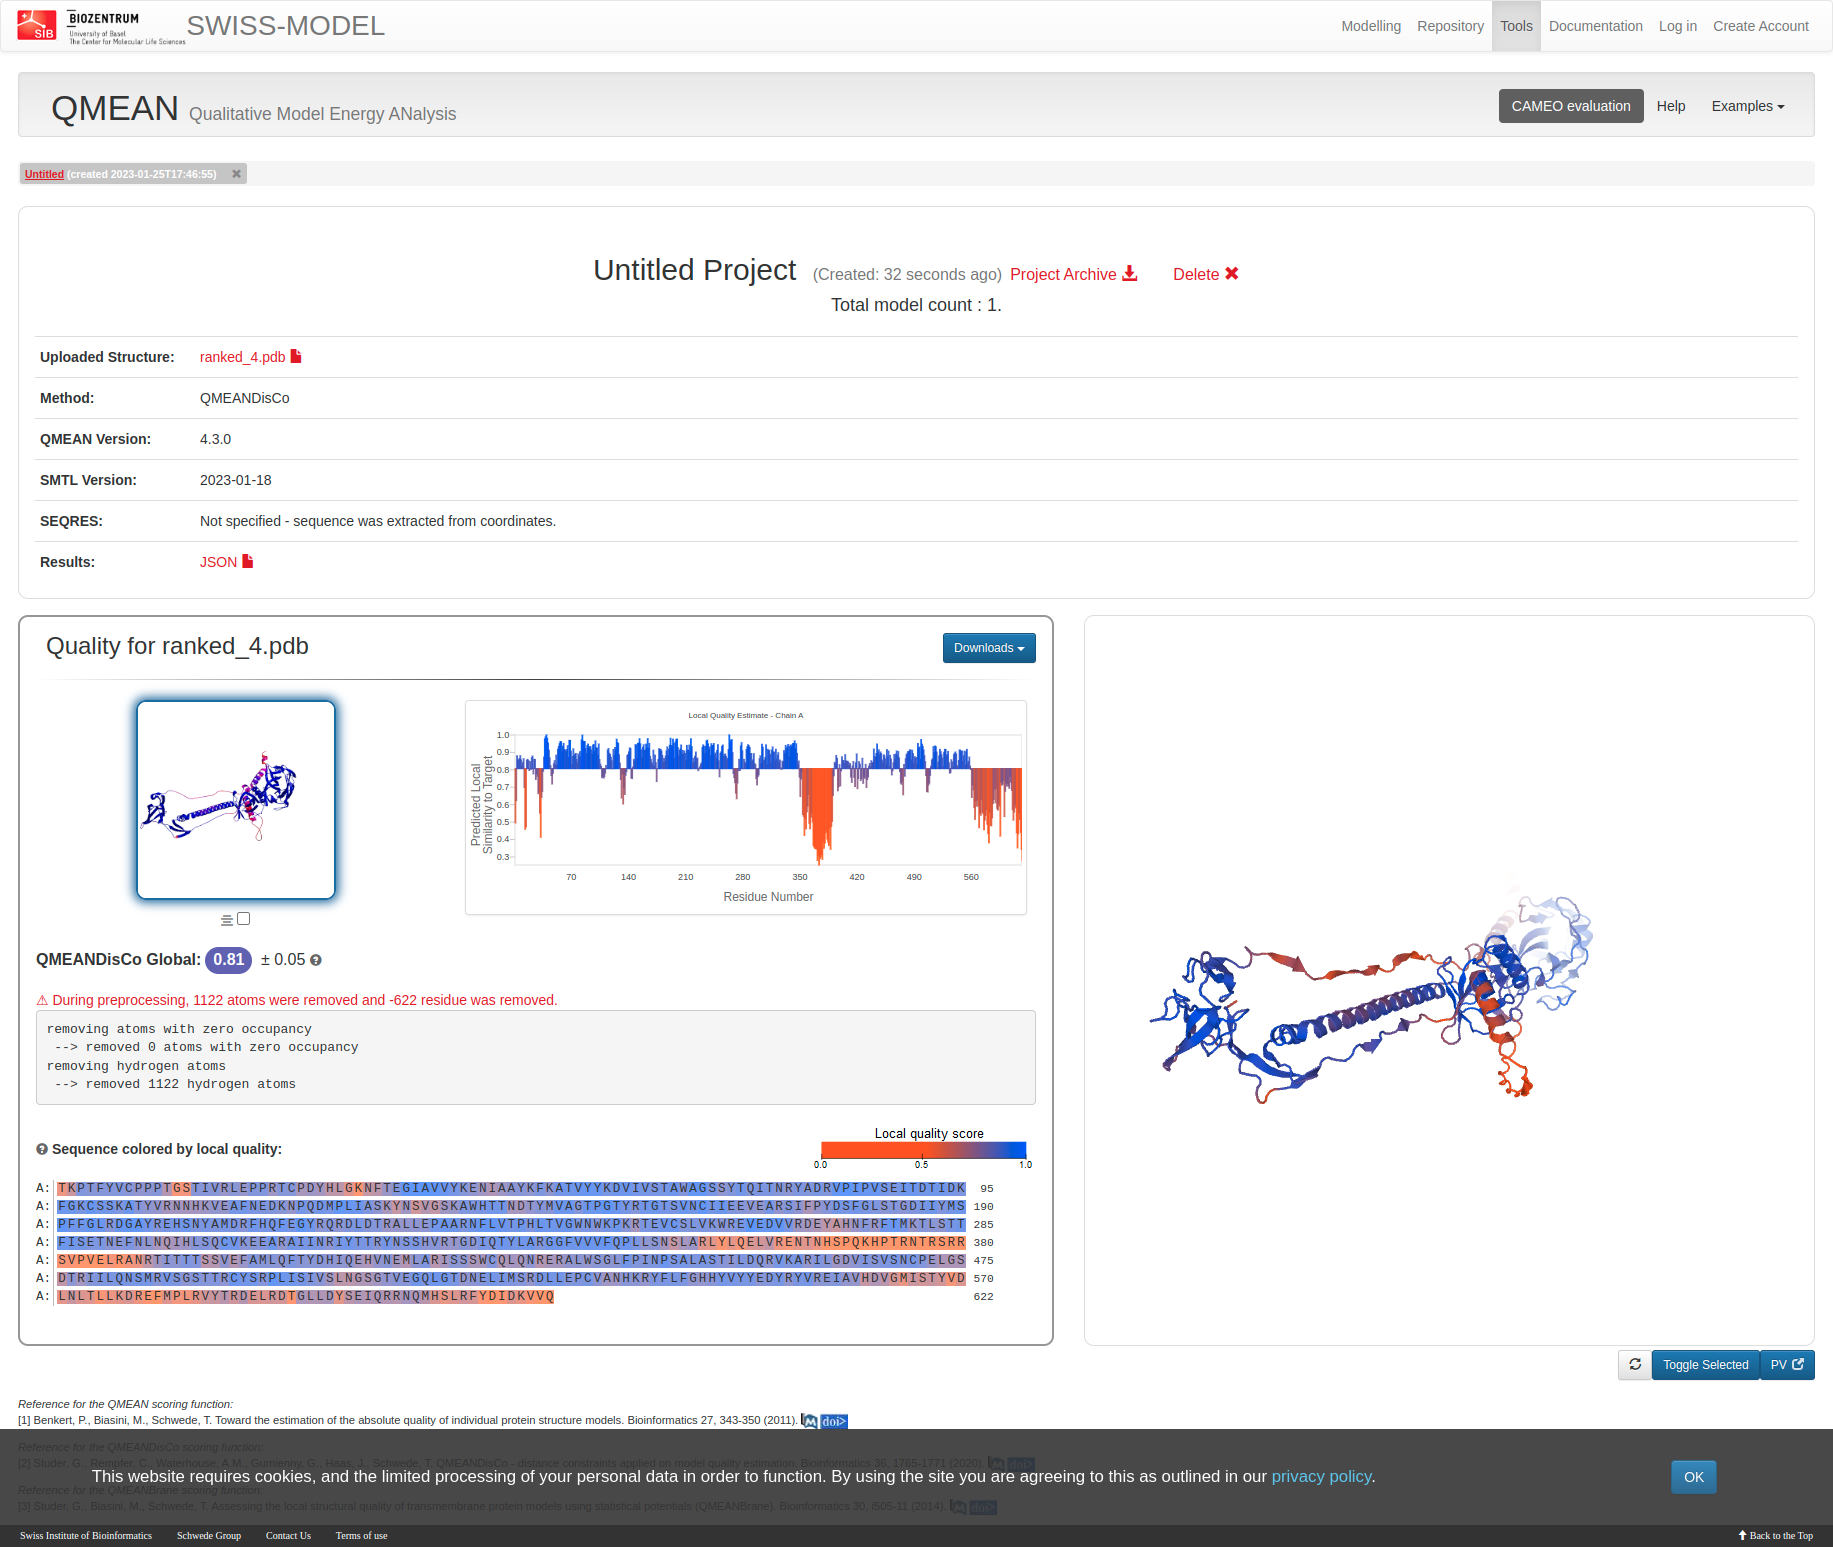 SIB
BIOZENTRUM
University of Basel
The Center for Molecular Life Sciences
SWISS-MODEL
Modelling Repository Tools Documentation Log in Create Account
QMEAN Qualitative Model Energy ANalysis
CAMEO evaluation Help Examples
Untitled (created 2023-01-25T17:46:55) ✖
Untitled Project (Created: 32 seconds ago) Project Archive Delete ✖
Total model count : 1.
Uploaded Structure: ranked_4.pdb
Method: QMEANDisCo
QMEAN Version: 4.3.0
SMTL Version: 2023-01-18
SEQRES: Not specified - sequence was extracted from coordinates.
Results: JSON
Quality for ranked_4.pdb
Downloads
Local Quality Estimate - Chain A
1.0
0.9
0.8
0.7
0.6
0.5
0.4
0.3
Predicted Local
Similarity to Target
70 140 210 280 350 420 490 560
Residue Number
QMEANDisCo Global: 0.81 ± 0.05
⚠ During preprocessing, 1122 atoms were removed and -622 residue was removed.
removing atoms with zero occupancy
--> removed 0 atoms with zero occupancy
removing hydrogen atoms
--> removed 1122 hydrogen atoms
Sequence colored by local quality:
Local quality score
0.0 0.5 1.0
A: TKPTFYVCPPPTGSTIVRLEPPRTCPDYHLGKNFTEGIAVVYKENIAAYKFKATVYYKDVIVSTAWAGSSYTQITNRYADRVPIPVSEITDTIDK 95
A: FGKCSSKATYVRNNHKVEAFNEDKNPQDMPLIASKYNSVGSKAWHTTNDTYMVAGTPGTYRTGTSVNCIIEEVEARSIFPYDSFGLSTGDIIYMS 190
A: PFFGLRDGAYREHSNYAMDRFHQFEGYRQRDLDTRALLEPAARNFLVTPHLTVGWNWKPKRTEVCSLVKWREVEDVVRDEYAHNFRFTMKTLSTT 285
A: FISETNEFNLNQIHLSQCVKEEARAIINRIYTTRYNSSHVRTGDIQTYLARGGFVVVFQPLLSNSLARLYLQELVRENTNHSPQKHPTRNTRSRR 380
A: SVPVELRANRTITTTSSVEFAMLQFTYDHIQEHVNEMLARISSSWCQLQNRERALWSGLFPINPSALASTILDQRVKARILGDVISVSNCPELGS 475
A: DTRIILQNSMRVSGSTTRCYSRPLISIVSLNGSGTVEGQLGTDNELIMSRDLLEPCVANHKRYFLFGHHYVYYEDYRYVREIAVHDVGMISTYVD 570
A: LNLTLLKDREFMPLRVYTRDELRDTGLLDYSEIQRRNQMHSLRFYDIDKVVQ 622
Toggle Selected PV
Reference for the QMEAN scoring function:
[1] Benkert, P., Biasini, M., Schwede, T. Toward the estimation of the absolute quality of individual protein structure models. Bioinformatics 27, 343-350 (2011). M doi>
Reference for the QMEANDisCo scoring function:
[2] Studer, G., Rempfer, C., Waterhouse, A.M., Gumienny, G., Haas, J., Schwede, T. QMEANDisCo - distance constraints applied on model quality estimation. Bioinformatics 36, 1765-1771 (2020). M doi>
This website requires cookies, and the limited processing of your personal data in order to function. By using the site you are agreeing to this as outlined in our privacy policy. OK
Reference for the QMEANBrane scoring function:
[3] Studer, G., Biasini, M., Schwede, T. Assessing the local structural quality of transmembrane protein models using statistical potentials (QMEANBrane). Bioinformatics 30, i505-11 (2014). M doi>
Swiss Institute of Bioinformatics Schwede Group Contact Us Terms of use Back to the Top